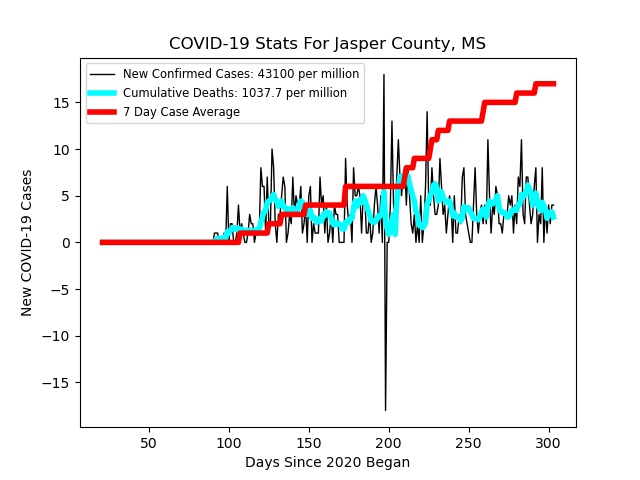 COVID-19 Stats For Jasper County, MS
New Confirmed Cases: 43100 per million
Cumulative Deaths: 1037.7 per million
7 Day Case Average
New COVID-19 Cases
15
10
5
0
−5
−10
−15
50
100
150
200
250
300
Days Since 2020 Began